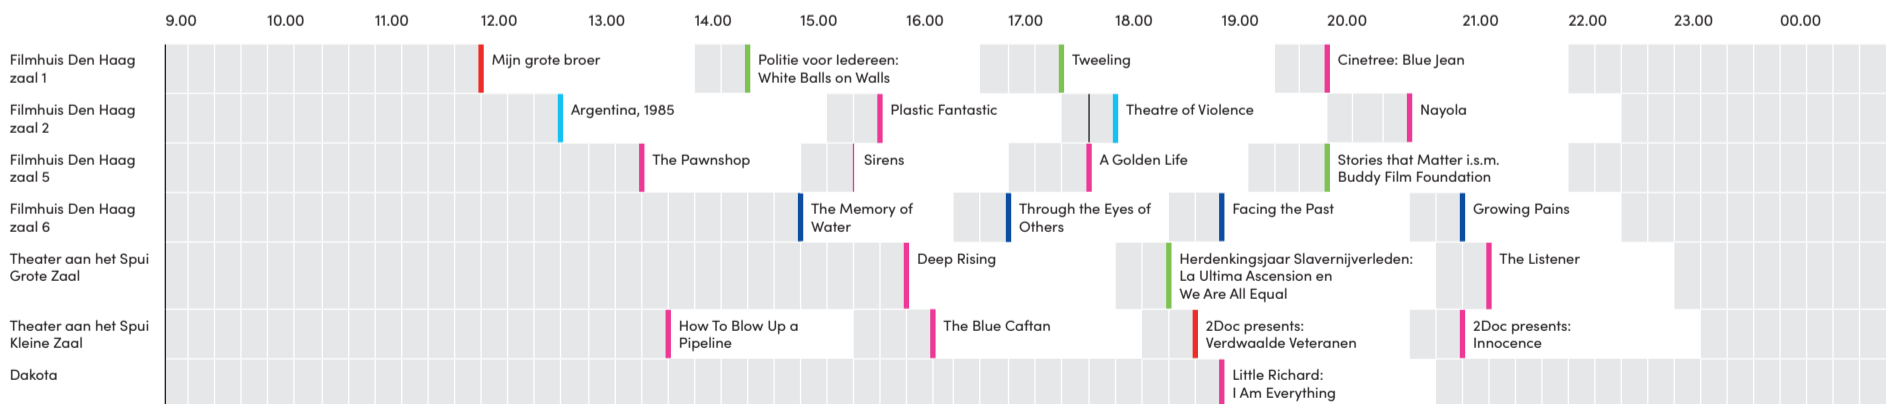 9.00 10.00 11.00 12.00 13.00 14.00 15.00 16.00 17.00 18.00 19.00 20.00 21.00 22.00 23.00 00.00
Filmhuis Den Haag
zaal 1
Mijn grote broer
Politie voor Iedereen:
White Balls on Walls
Tweeling
Cinetree: Blue Jean
Filmhuis Den Haag
zaal 2
Argentina, 1985
Plastic Fantastic
Theatre of Violence
Nayola
Filmhuis Den Haag
zaal 5
The Pawnshop
Sirens
A Golden Life
Stories that Matter i.s.m.
Buddy Film Foundation
Filmhuis Den Haag
zaal 6
The Memory of
Water
Through the Eyes of
Others
Facing the Past
Growing Pains
Theater aan het Spui
Grote Zaal
Deep Rising
Herdenkingsjaar Slavernijverleden:
La Ultima Ascension en
We Are All Equal
The Listener
Theater aan het Spui
Kleine Zaal
How To Blow Up a
Pipeline
The Blue Caftan
2Doc presents:
Verdwaalde Veteranen
2Doc presents:
Innocence
Dakota
Little Richard:
I Am Everything